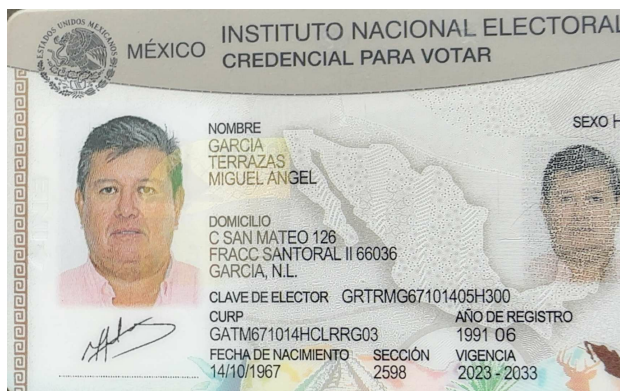 ESTADOS UNIDOS MEXICANOS
MÉXICO
INSTITUTO NACIONAL ELECTORAL
CREDENCIAL PARA VOTAR
NOMBRE
SEXO H
GARCIA
TERRAZAS
MIGUEL ANGEL
DOMICILIO
C SAN MATEO 126
FRACC SANTORAL II 66036
GARCIA, N.L.
CLAVE DE ELECTOR GRTRMG67101405H300
CURP
AÑO DE REGISTRO
GATM671014HCLRRG03
1991 06
FECHA DE NACIMIENTO SECCIÓN VIGENCIA
14/10/1967 2598 2023 - 2033